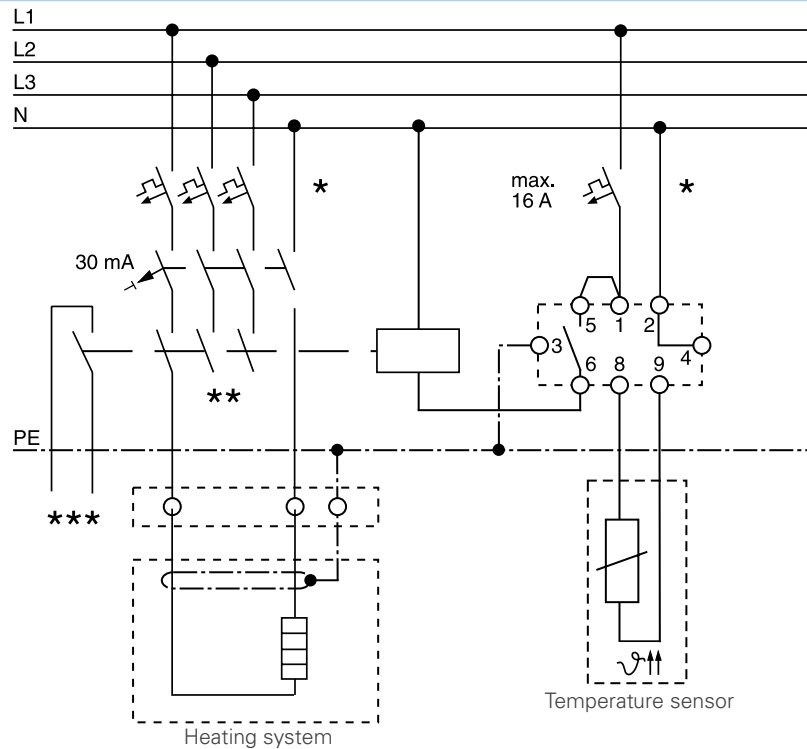 L1
L2
L3
N
*
max.
16 A
*
30 mA
5 1 2
3
4
6 8 9
**
PE
***
ϑ
Temperature sensor
Heating system